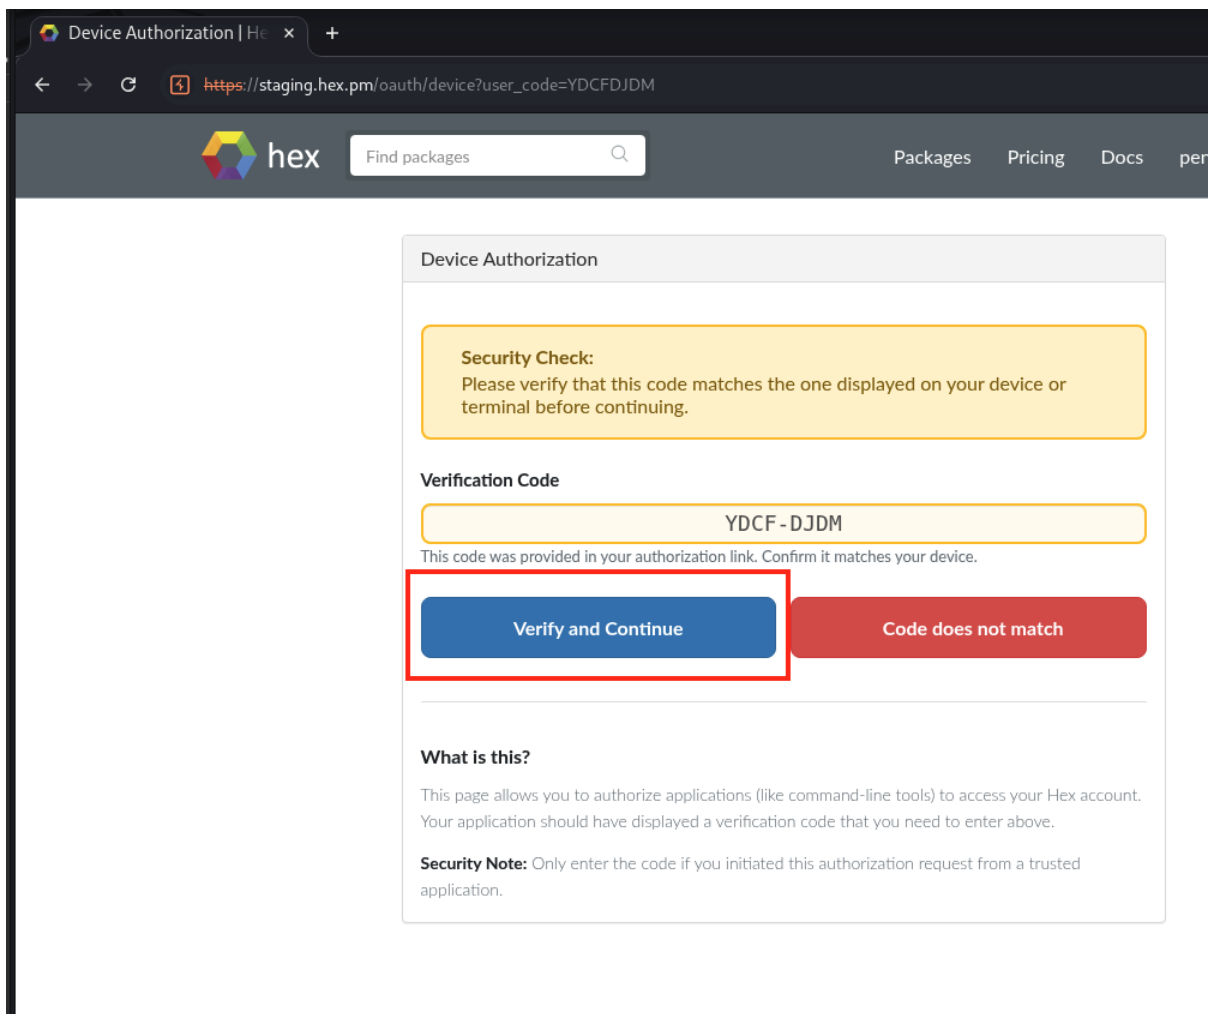 Device Authorization | He
https://staging.hex.pm/oauth/device?user_code=YDCFDJDM
hex
Find packages
Packages Pricing Docs per
Device Authorization
Security Check:
Please verify that this code matches the one displayed on your device or
terminal before continuing.
Verification Code
YDCF-DJDM
This code was provided in your authorization link. Confirm it matches your device.
Verify and Continue Code does not match
What is this?
This page allows you to authorize applications (like command-line tools) to access your Hex account.
Your application should have displayed a verification code that you need to enter above.
Security Note: Only enter the code if you initiated this authorization request from a trusted
application.